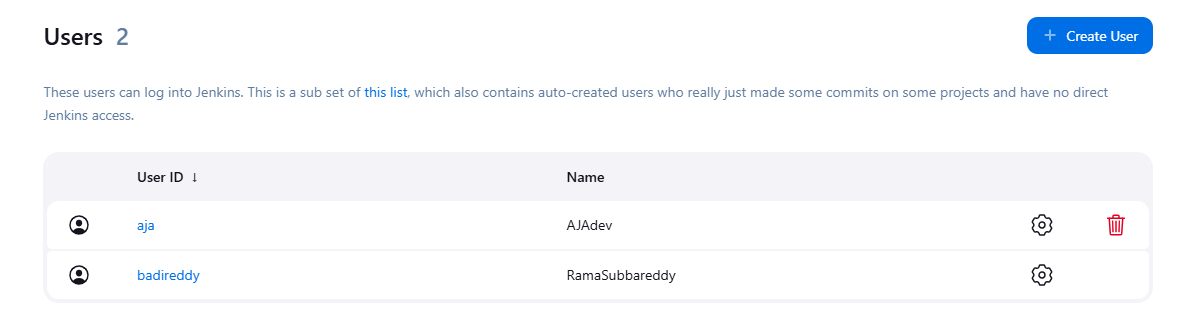 Users 2
+ Create User
These users can log into Jenkins. This is a sub set of this list, which also contains auto-created users who really just made some commits on some projects and have no direct
Jenkins access.
User ID ↓ Name
aja AJAdev
badireddy RamaSubbareddy